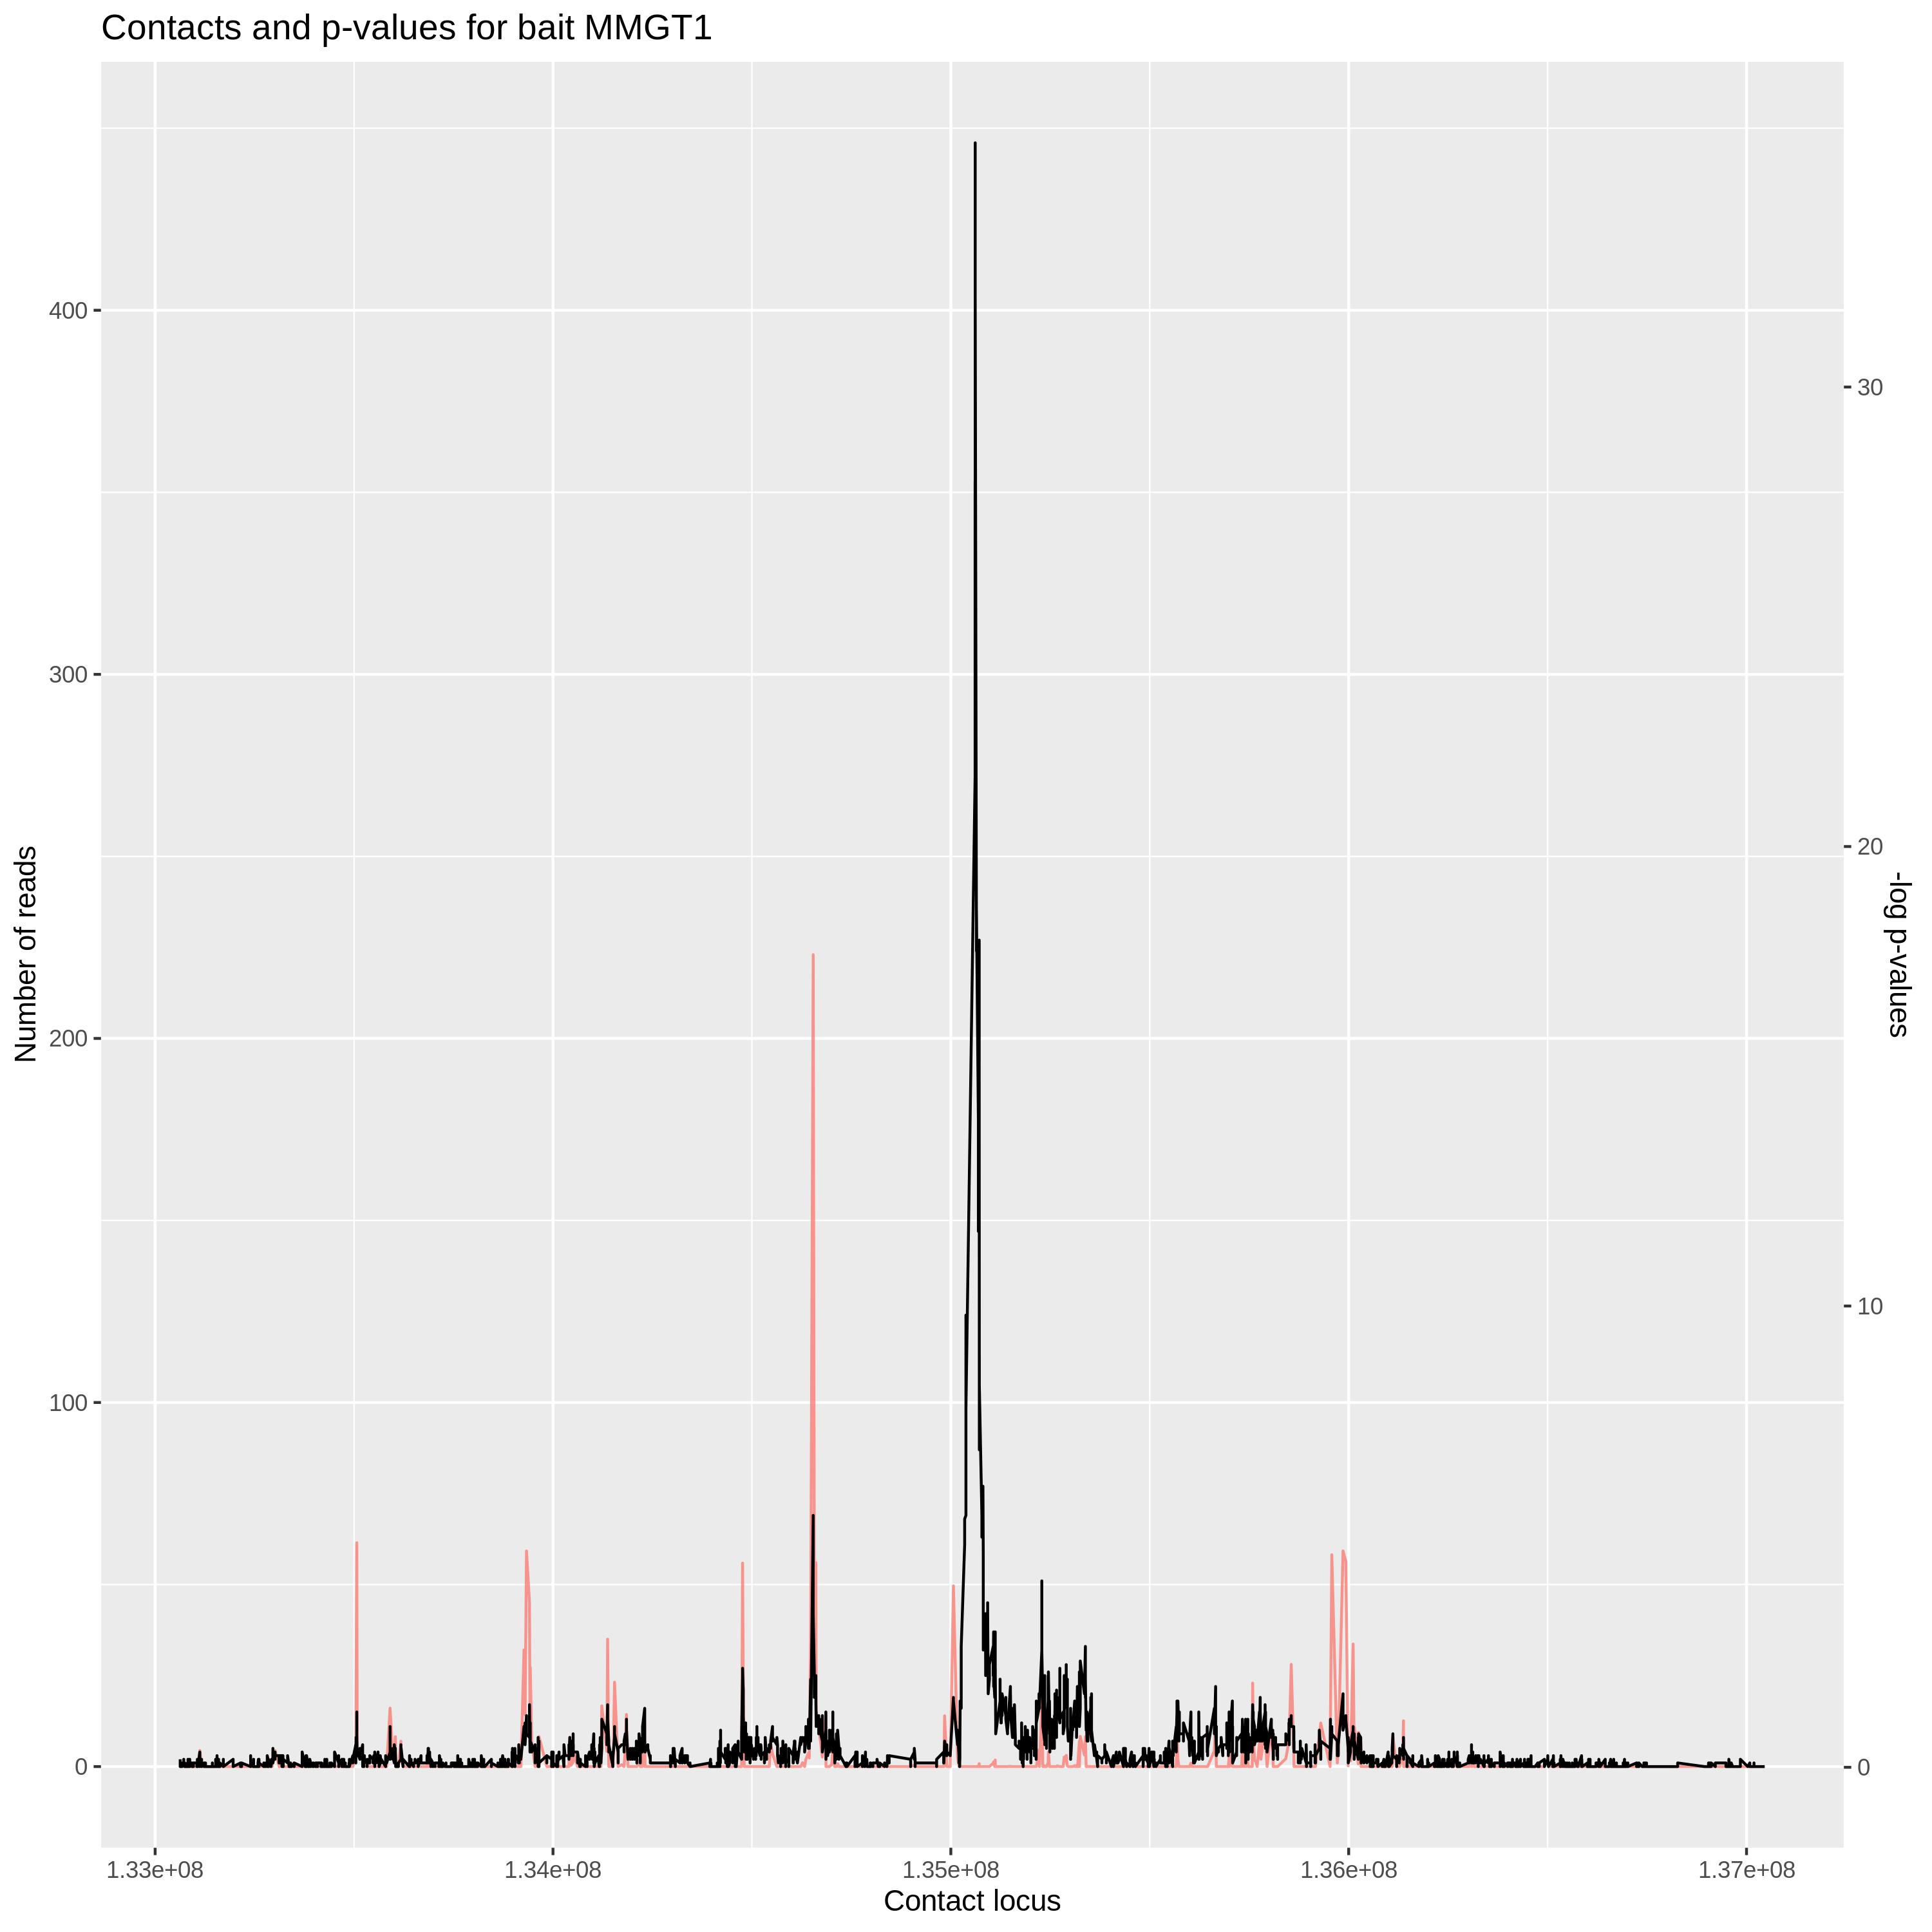 Contacts and p-values for bait MMGT1
400
300
200
100
0
Number of reads
30
20
10
0
-log p-values
1.33e+08
1.34e+08
1.35e+08
1.36e+08
1.37e+08
Contact locus